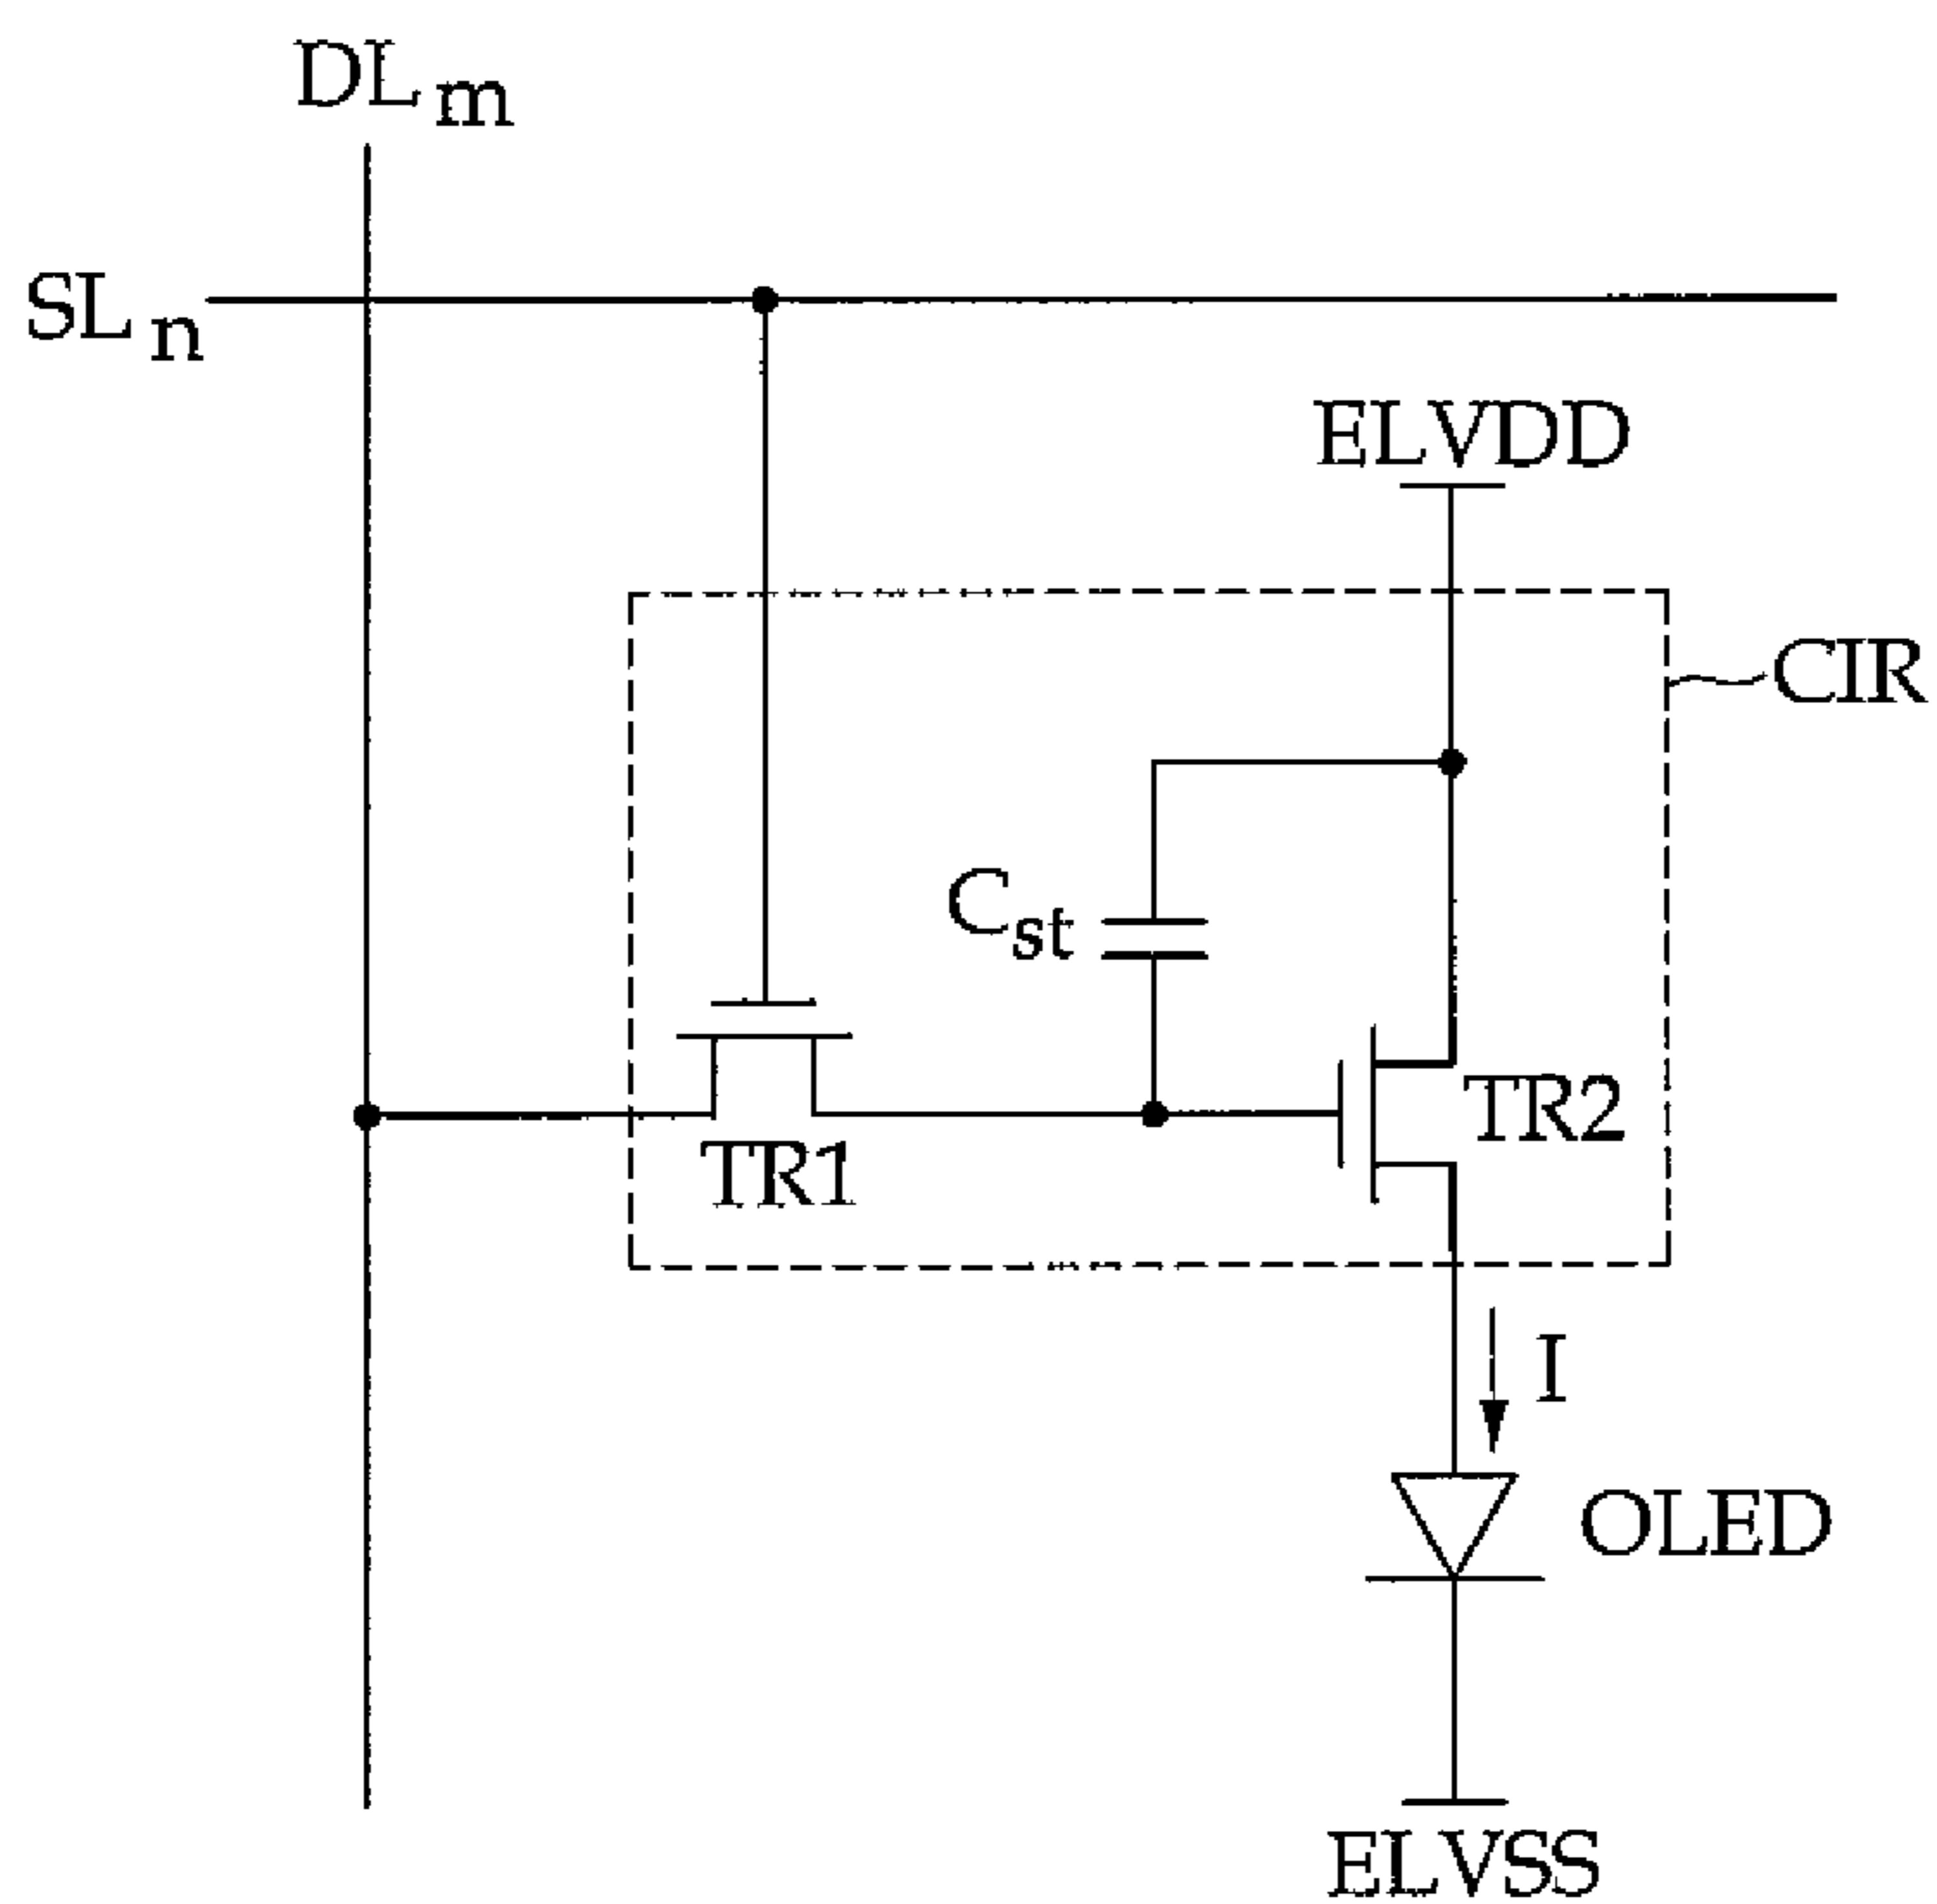 DLm
SLn
ELVDD
CIR
Cst
TR2
TR1
I
OLED
ELVSS